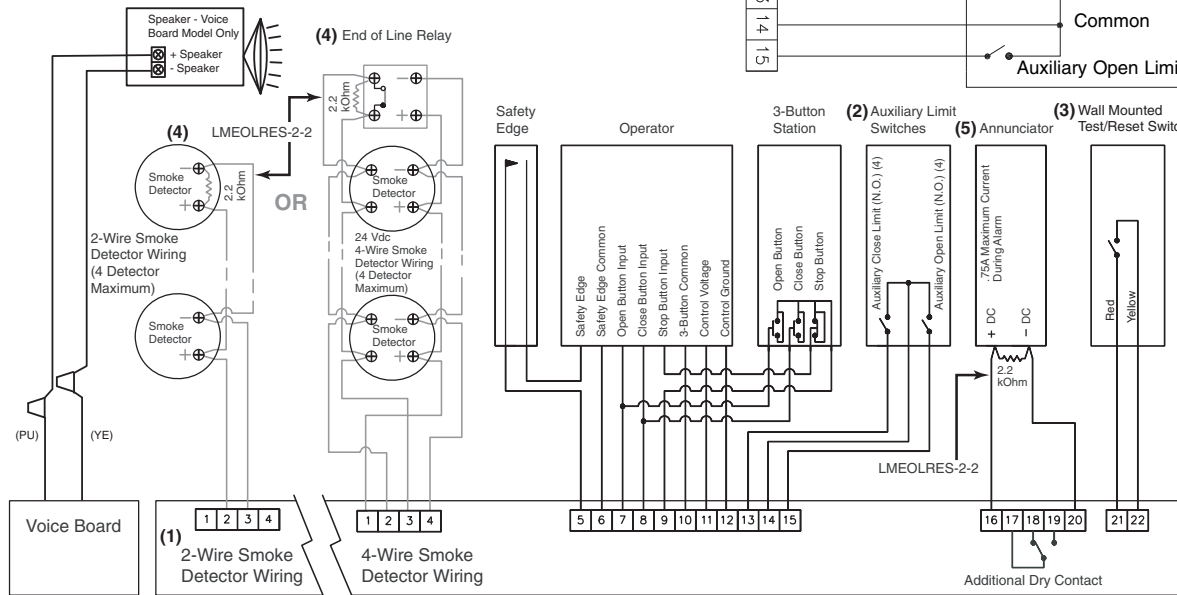 Speaker - Voice
Board Model Only
+ Speaker
- Speaker
(4) End of Line Relay
2.2
kOhm
LMEOLRES-2-2
(4)
Smoke
Detector
2.2
kOhm
OR
2-Wire Smoke
Detector Wiring
(4 Detector
Maximum)
Smoke
Detector
Smoke
Detector
24 Vdc
4-Wire Smoke
Detector Wiring
(4 Detector
Maximum)
Smoke
Detector
(PU)
(YE)
Voice Board
(1)
1 2 3 4
2-Wire Smoke
Detector Wiring
1 2 3 4
4-Wire Smoke
Detector Wiring
14
15
Common
Auxiliary Open Limi
Safety
Edge
Operator
Safety Edge
Safety Edge Common
Open Button Input
Close Button Input
Stop Button Input
3-Button Common
Control Voltage
Control Ground
3-Button
Station
Open Button
Close Button
Stop Button
(2) Auxiliary Limit
Switches
Auxiliary Close Limit (N.O.) (4)
Auxiliary Open Limit (N.O.) (4)
(5) Annunciator
.75A Maximum Current
During Alarm
+ DC
- DC
2.2
kOhm
LMEOLRES-2-2
(3) Wall Mounted
Test/Reset Switc
Red
Yellow
5 6 7 8 9 10 11 12 13 14 15
16 17 18 19 20
21 22
Additional Dry Contact